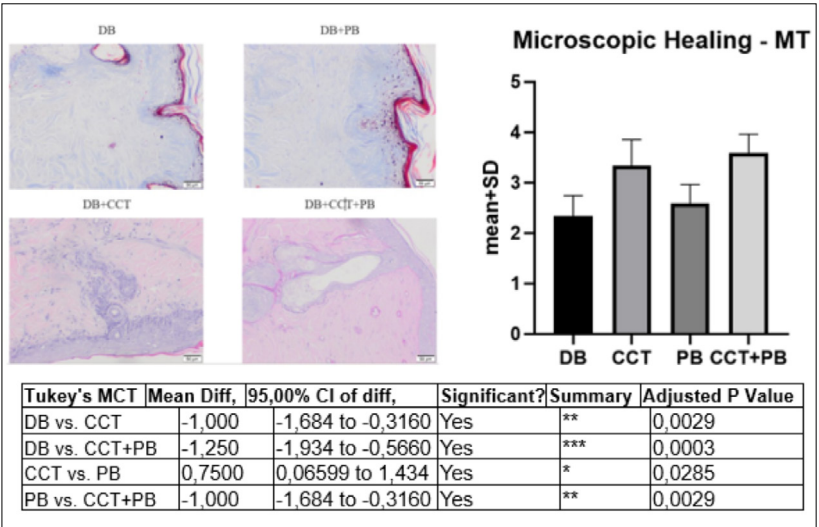 DB
DB+PB
DB+CCT
DB+CCT+PB
Microscopic Healing - MT
mean+SD
5
4
3
2
1
0
DB CCT PB CCT+PB
Tukey's MCT Mean Diff, 95,00% CI of diff, Significant? Summary Adjusted P Value
DB vs. CCT -1,000 -1,684 to -0,3160 Yes ** 0,0029
DB vs. CCT+PB -1,250 -1,934 to -0,5660 Yes *** 0,0003
CCT vs. PB 0,7500 0,06599 to 1,434 Yes * 0,0285
PB vs. CCT+PB -1,000 -1,684 to -0,3160 Yes ** 0,0029